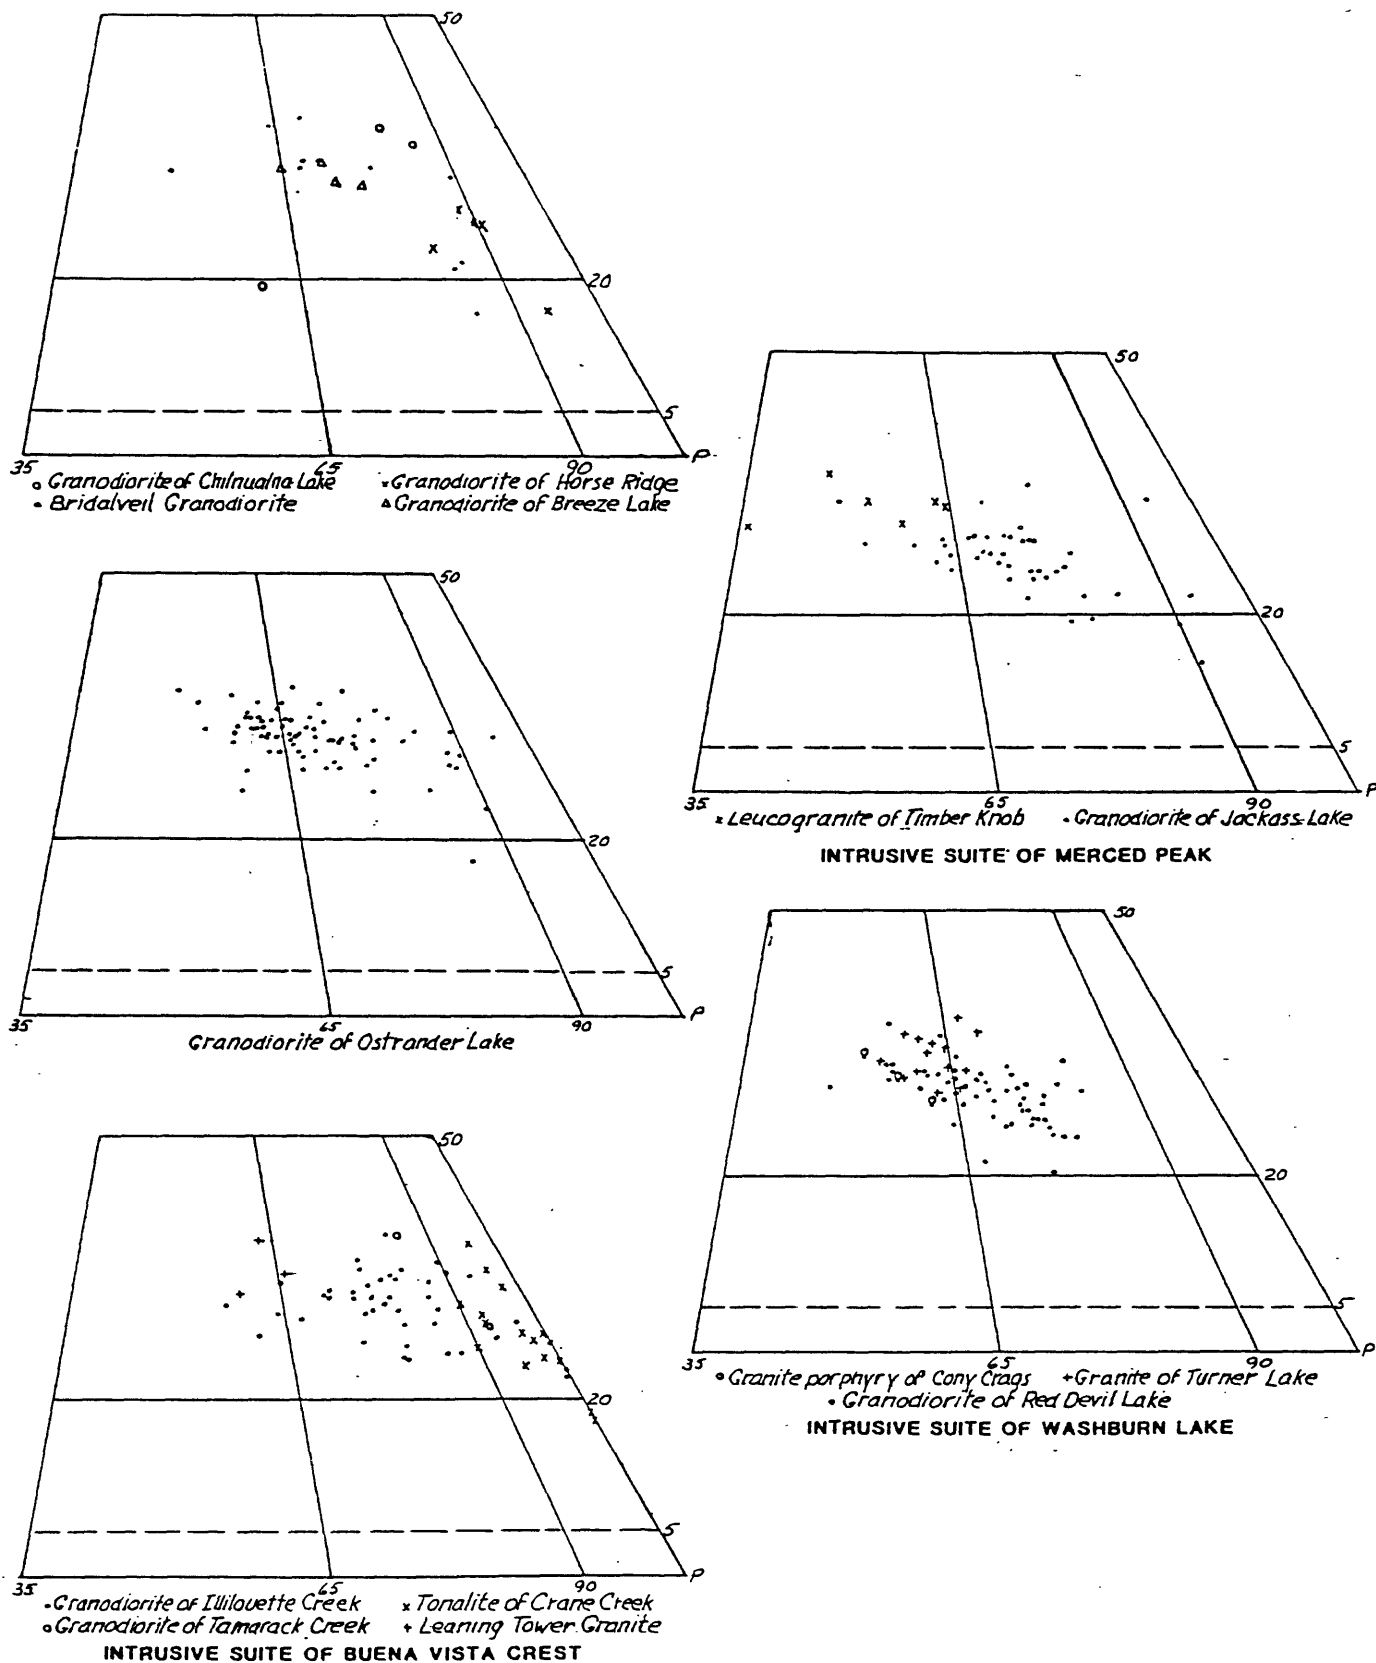 50
20
5
P
35 65 90
o Granodiorite of Chilnualna Lake x Granodiorite of Horse Ridge
• Bridalveil Granodiorite △ Granodiorite of Breeze Lake
50
20
5
P
35 65 90
x Leucogranite of Timber Knob • Granodiorite of Jackass Lake
INTRUSIVE SUITE OF MERCED PEAK
50
20
5
P
35 65 90
Granodiorite of Ostrander Lake
50
20
5
P
35 65 90
o Granite porphyry of Cony Crags + Granite of Turner Lake
• Granodiorite of Red Devil Lake
INTRUSIVE SUITE OF WASHBURN LAKE
50
20
5
P
35 65 90
• Granodiorite of Illilouette Creek x Tonalite of Crane Creek
o Granodiorite of Tamarack Creek + Leaning Tower Granite
INTRUSIVE SUITE OF BUENA VISTA CREST